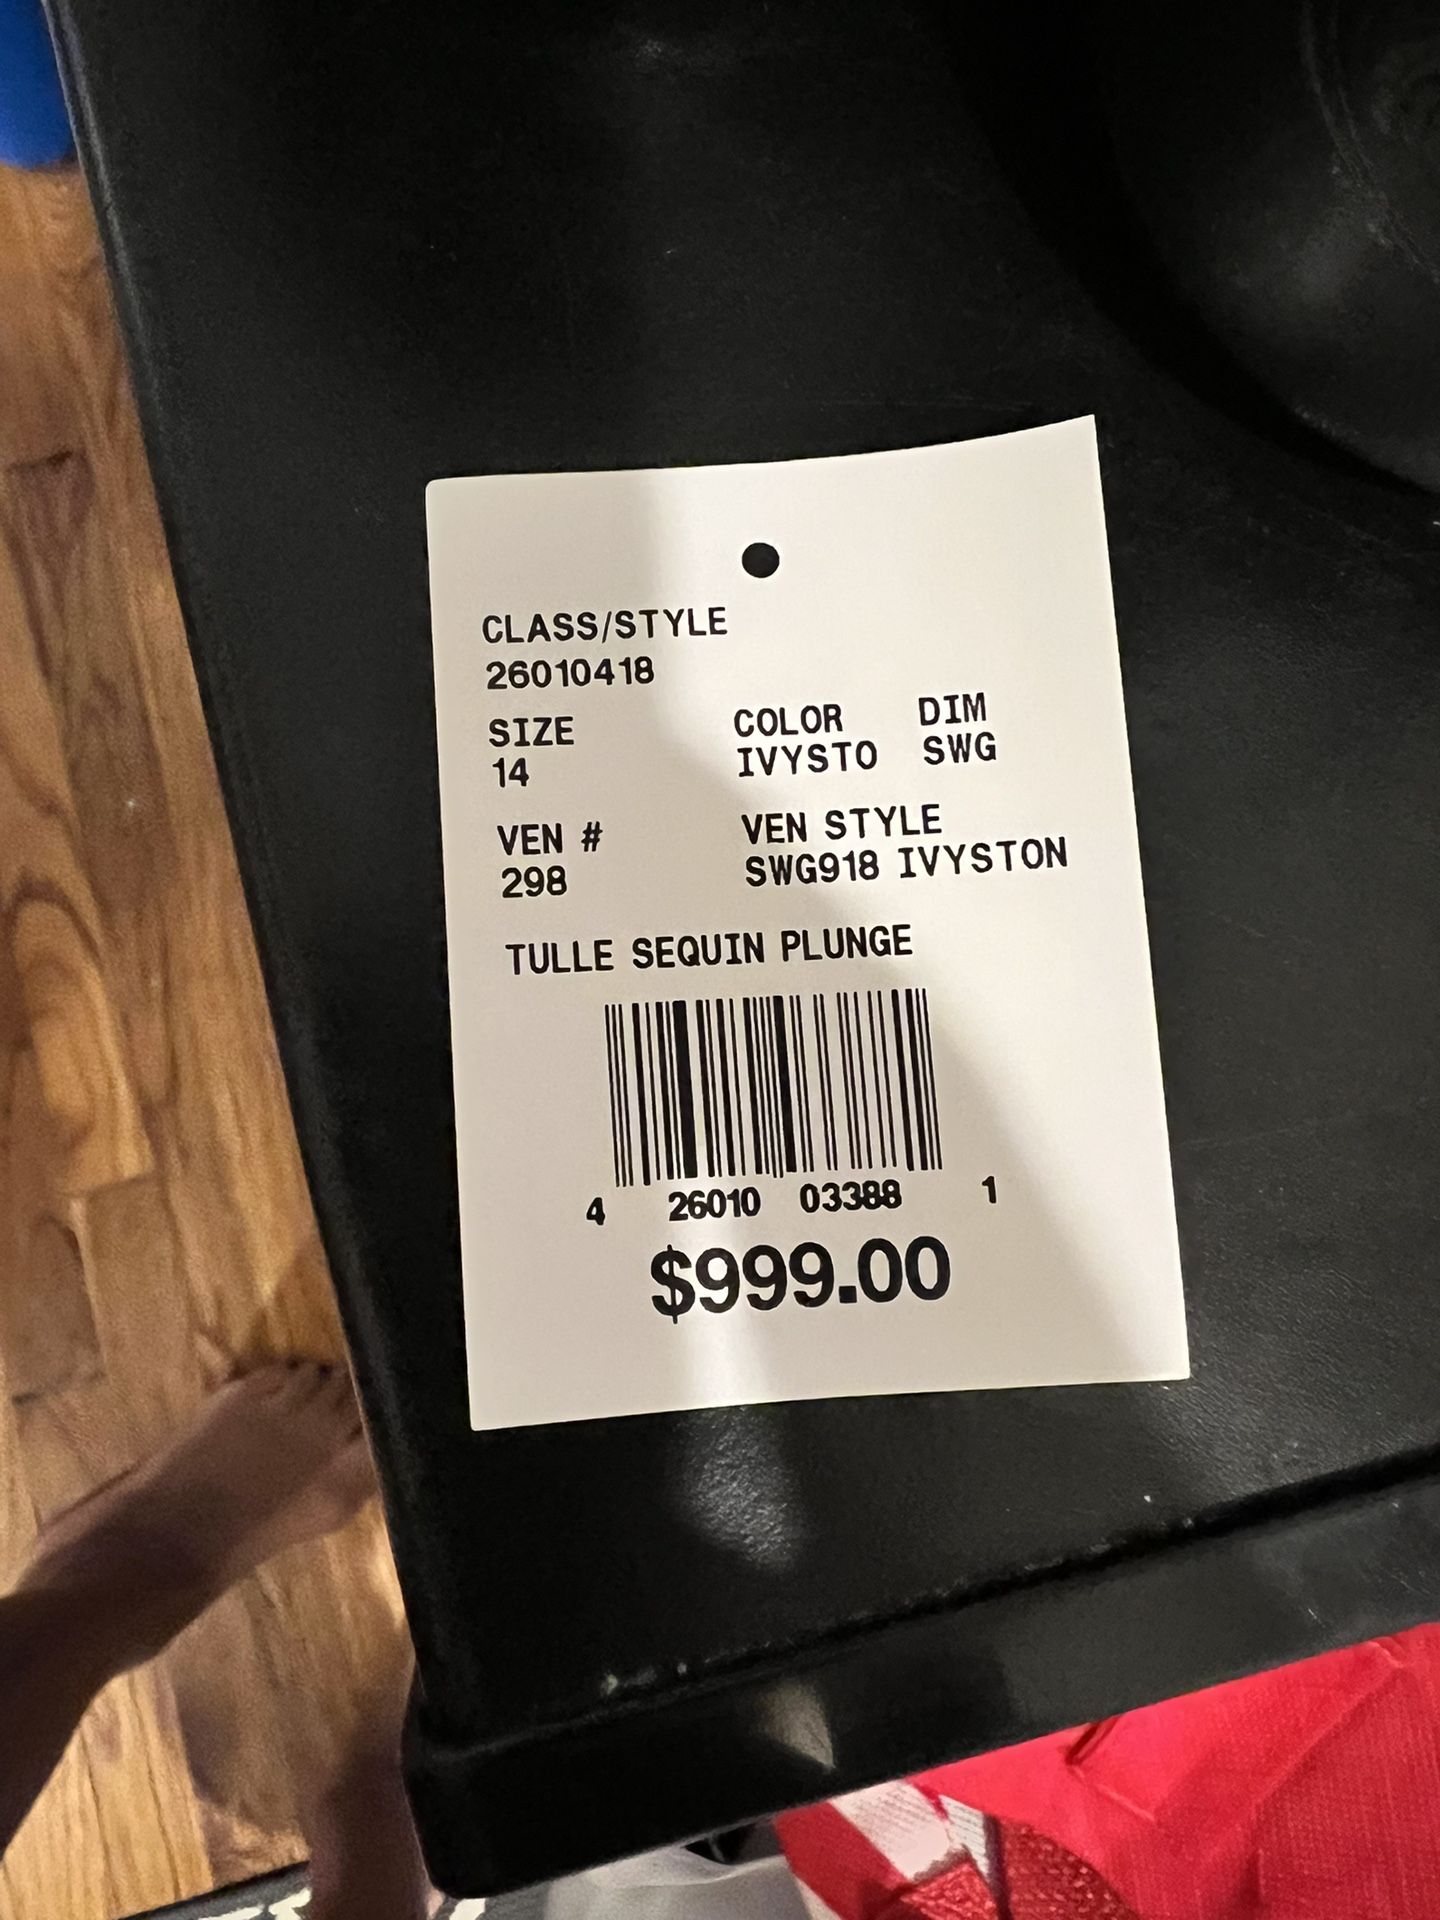 CLASS/STYLE
26010418
SIZE COLOR DIM
14 IVYSTO SWG
VEN # VEN STYLE
298 SWG918 IVYSTON
TULLE SEQUIN PLUNGE
4 26010 03388 1
$999.00